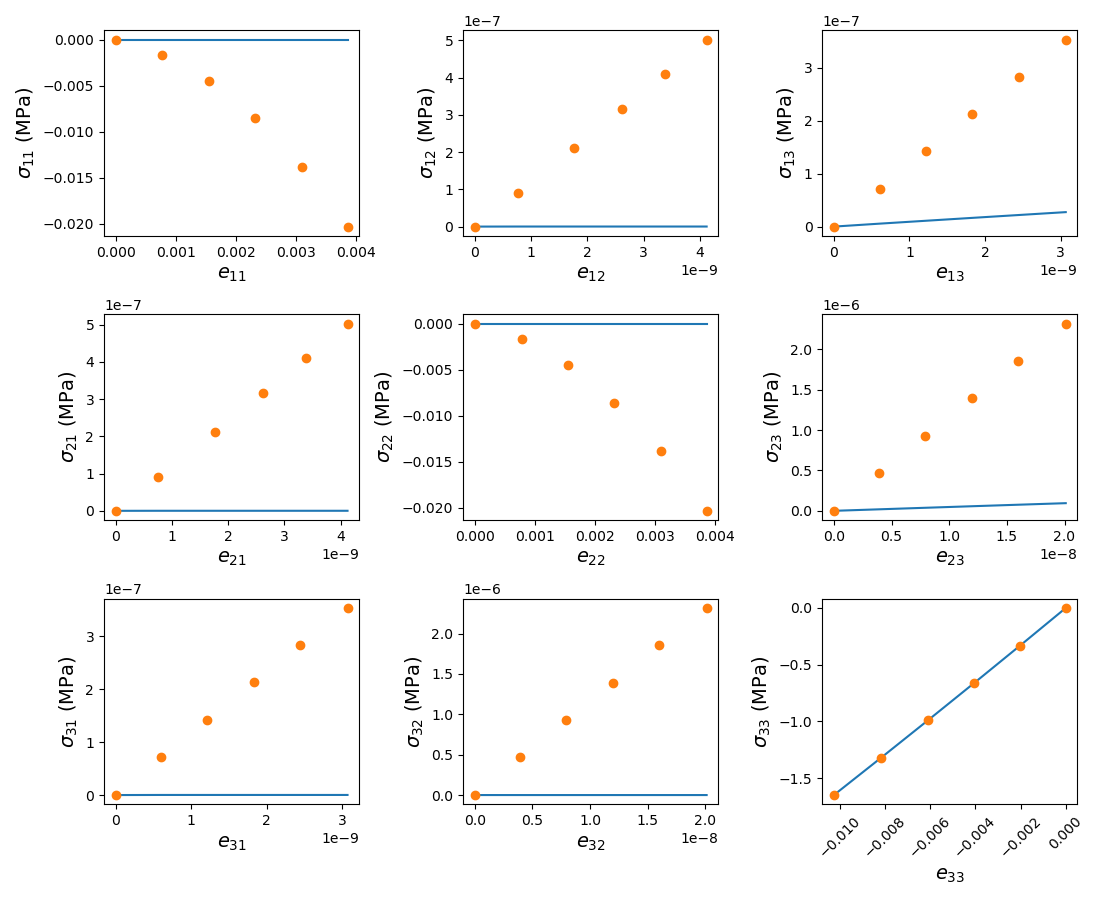 1e−7 1e−7
0.000 −0.005 −0.010 −0.015 −0.020
σ11 (MPa)
0.000 0.001 0.002 0.003 0.004
e11
5 4 3 2 1 0
σ12 (MPa)
0 1 2 3 4
1e−9
e12
3 2 1 0
σ13 (MPa)
0 1 2 3
1e−9
e13
1e−7
5 4 3 2 1 0
σ21 (MPa)
0 1 2 3 4
1e−9
e21
0.000 −0.005 −0.010 −0.015 −0.020
σ22 (MPa)
0.000 0.001 0.002 0.003 0.004
e22
1e−6
2.0 1.5 1.0 0.5 0.0
σ23 (MPa)
0.0 0.5 1.0 1.5 2.0
1e−8
e23
1e−7
3 2 1 0
σ31 (MPa)
0 1 2 3
1e−9
e31
1e−6
2.0 1.5 1.0 0.5 0.0
σ32 (MPa)
0.0 0.5 1.0 1.5 2.0
1e−8
e32
0.0 −0.5 −1.0 −1.5
σ33 (MPa)
−0.010 −0.008 −0.006 −0.004 −0.002 0.000
e33